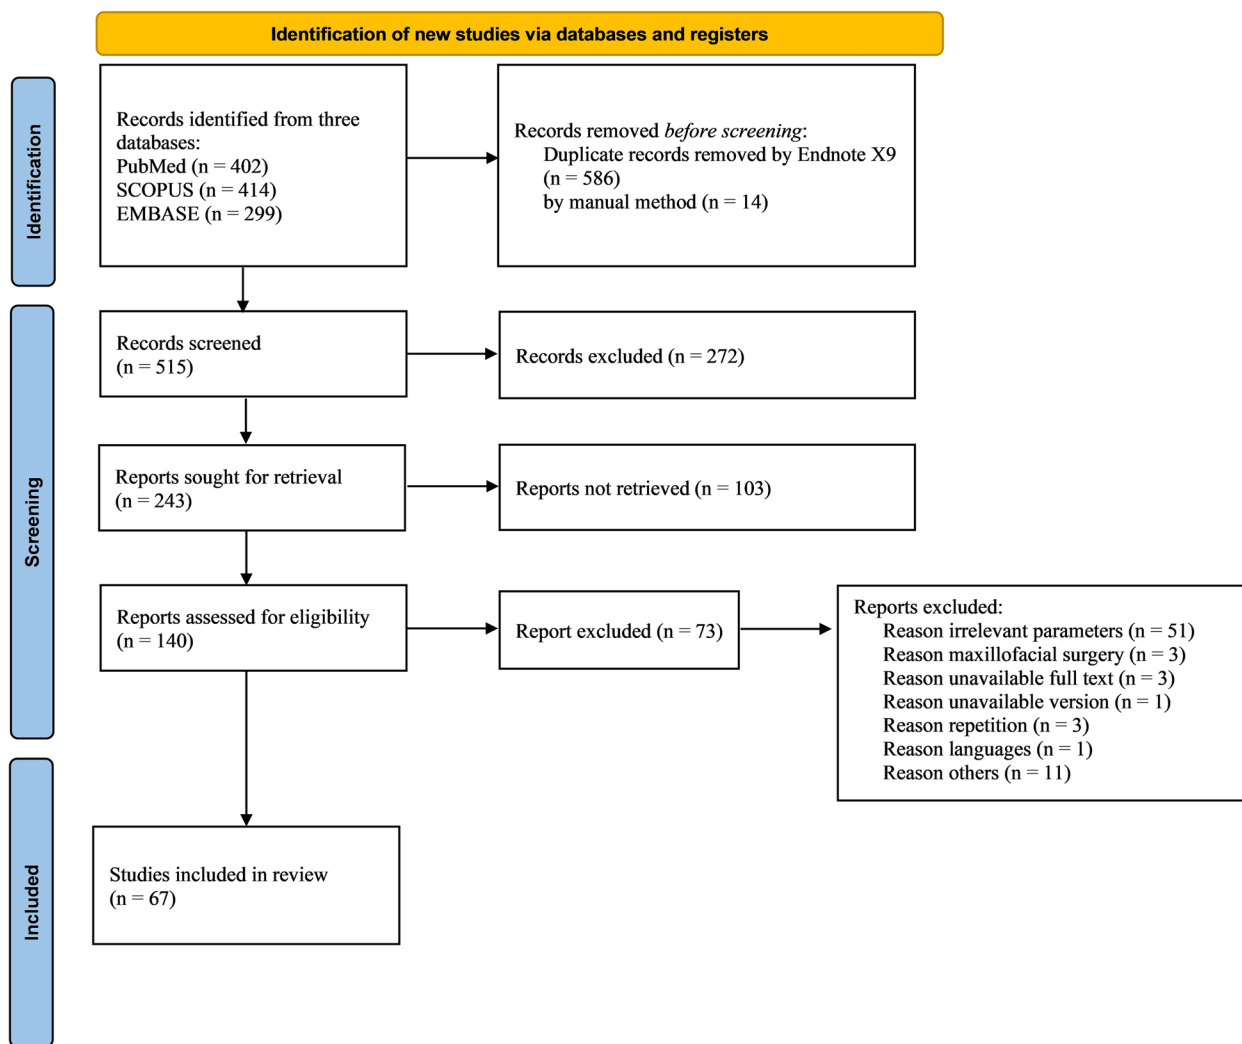 Identification of new studies via databases and registers
Identification
Records identified from three
databases:
PubMed (n = 402)
SCOPUS (n = 414)
EMBASE (n = 299)
Records removed before screening:
Duplicate records removed by Endnote X9
(n = 586)
by manual method (n = 14)
Screening
Records screened
(n = 515)
Records excluded (n = 272)
Reports sought for retrieval
(n = 243)
Reports not retrieved (n = 103)
Reports assessed for eligibility
(n = 140)
Report excluded (n = 73)
Reports excluded:
Reason irrelevant parameters (n = 51)
Reason maxillofacial surgery (n = 3)
Reason unavailable full text (n = 3)
Reason unavailable version (n = 1)
Reason repetition (n = 3)
Reason languages (n = 1)
Reason others (n = 11)
Included
Studies included in review
(n = 67)